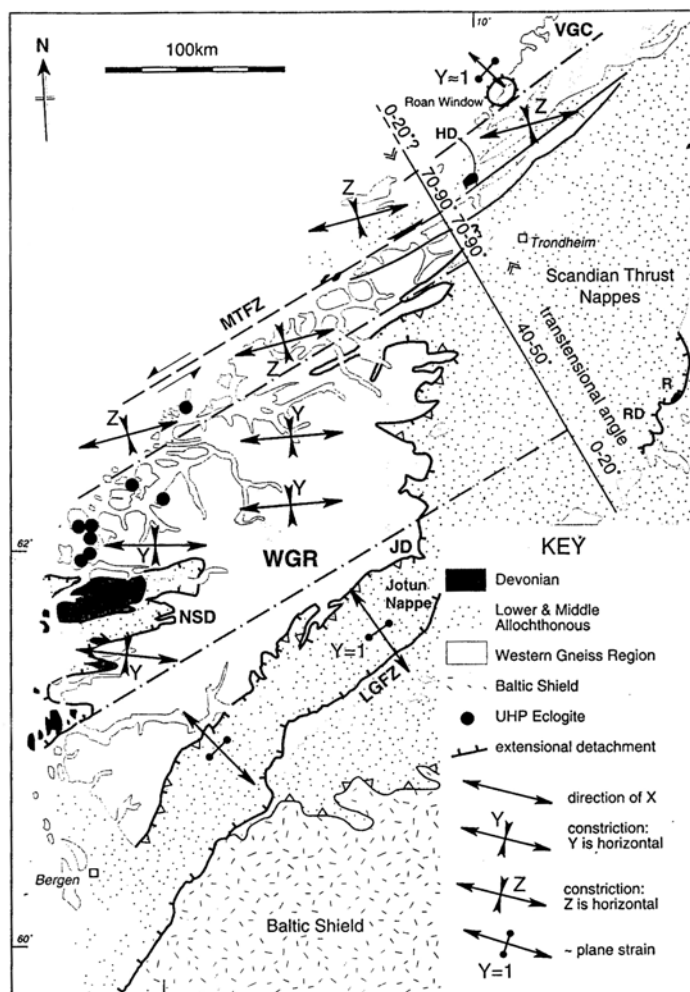 10°
VGC
N
100km
Y≈1
Roan Window
Z
0-20°?
HD
Z
70-90°
70-90°
Trondheim
MTFZ
Scandian Thrust
Nappes
Z
40-50°
transtensional angle
R
RD
Z
Y
0-20°
Y
62°
Y
WGR
JD
KEY
Devonian
Jotun
Nappe
NSD
Lower & Middle
Allochthonous
Y=1
Y
LGFZ
Western Gneiss Region
Baltic Shield
UHP Eclogite
extensional detachment
direction of X
Y
constriction:
Y is horizontal
Bergen
Z
constriction:
Z is horizontal
Baltic Shield
60°
~ plane strain
Y=1